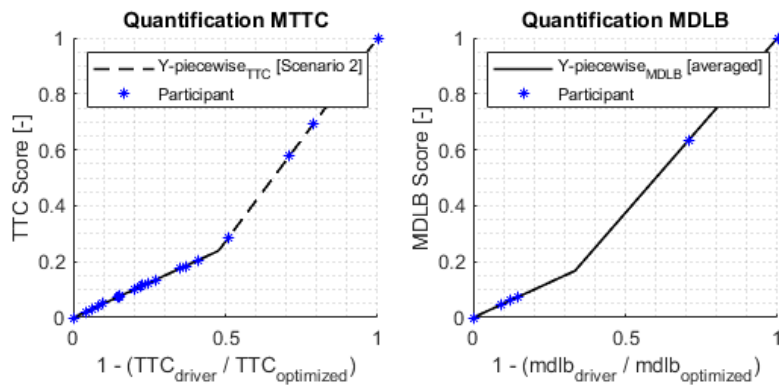 Quantification MTTC
1
0.8
0.6
0.4
0.2
0
TTC Score [-]
Y-piecewise_TTC [Scenario 2]
Participant
0
0.5
1
1 - (TTC_driver / TTC_optimized)
Quantification MDLB
1
0.8
0.6
0.4
0.2
0
MDLB Score [-]
Y-piecewise_MDLB [averaged]
Participant
0
0.5
1
1 - (mdlb_driver / mdlb_optimized)